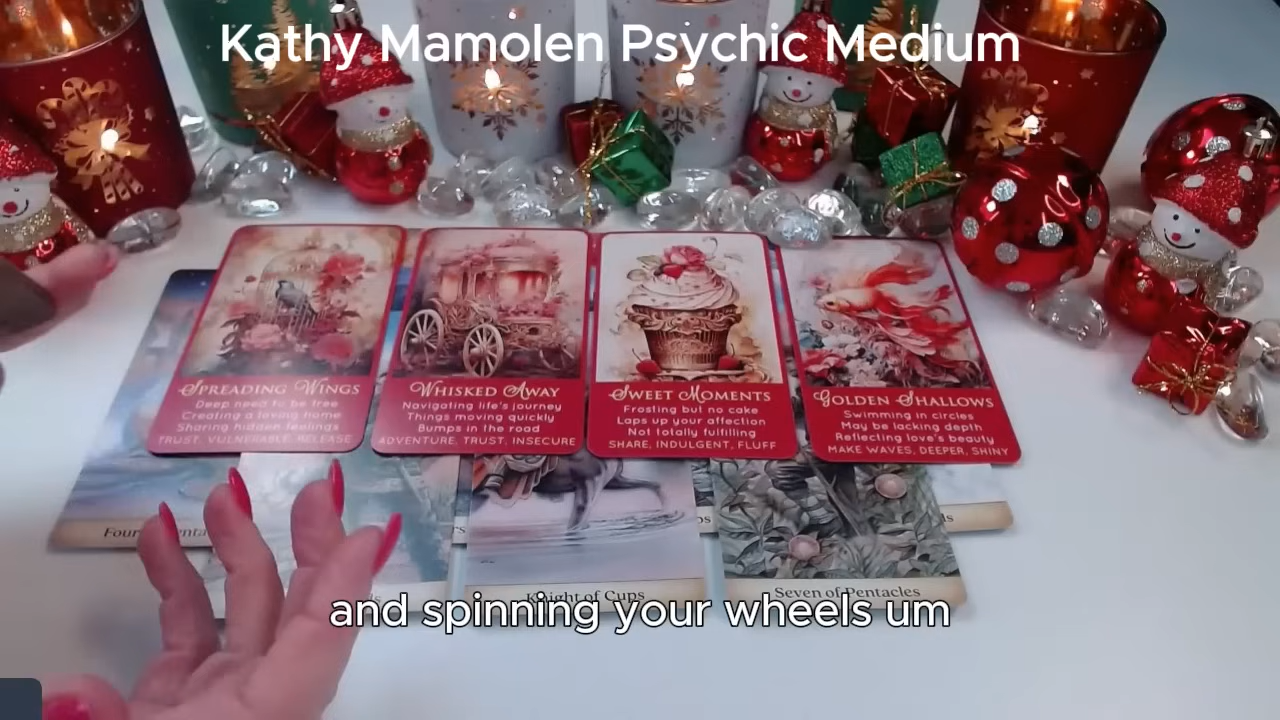 Kathy Mamolen Psychic Medium
Spreading Wings
Deep need to be free
Creating a loving home
Sharing hidden feelings
TRUST, VULNERABLE, RELEASE
Whisked Away
Navigating life's journey
Things moving quickly
Bumps in the road
ADVENTURE, TRUST, INSECURE
Sweet Moments
Frosting but no cake
Laps up your affection
Not totally fulfilling
SHARE, INDULGENT, FLUFF
Golden Shallows
Swimming in circles
May be lacking depth
Reflecting love's beauty
MAKE WAVES, DEEPER, SHINY
Knight of Cups
Seven of Pentacles
and spinning your wheels um